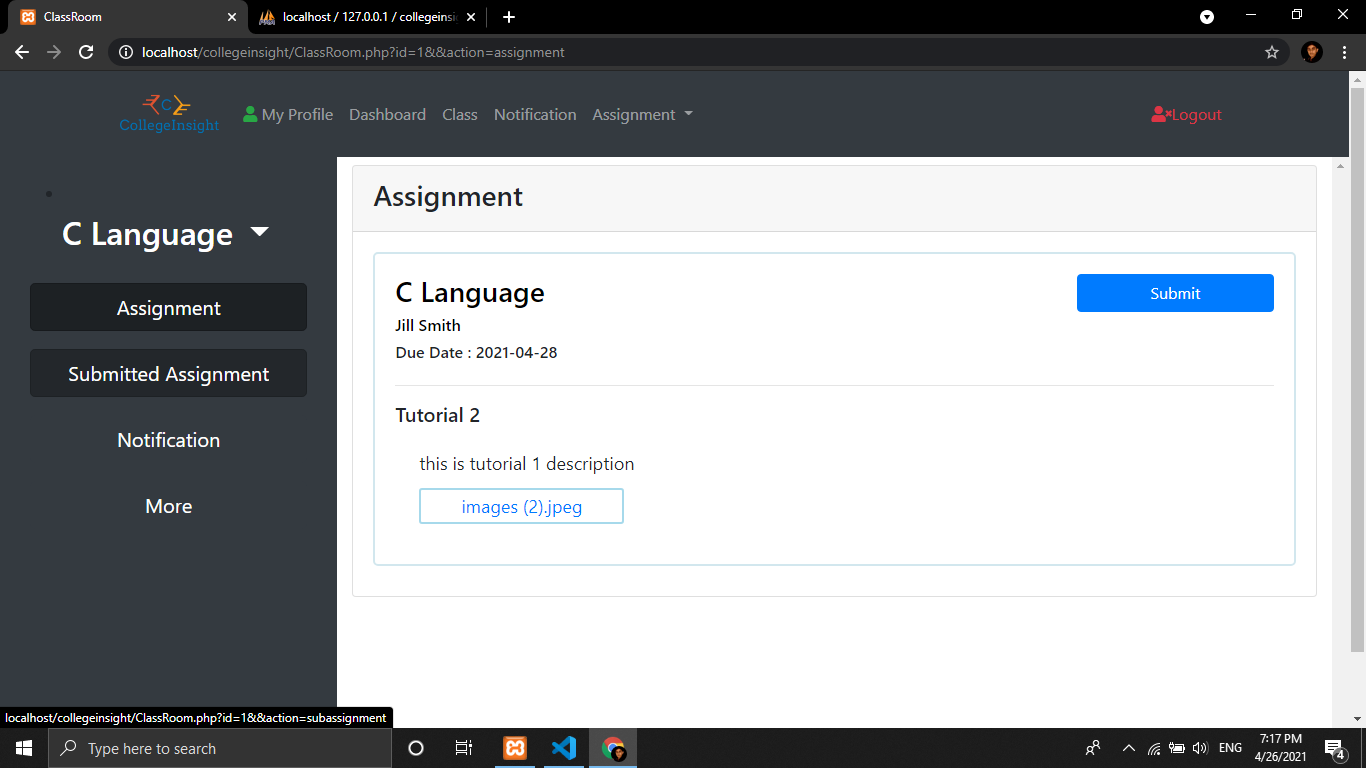 ClassRoom
localhost / 127.0.0.1 / collegeinsi
localhost/collegeinsight/ClassRoom.php?id=1&&action=assignment
C
CollegeInsight
My Profile
Dashboard
Class
Notification
Assignment
Logout
C Language
Assignment
Submitted Assignment
Notification
More
Assignment
C Language
Submit
Jill Smith
Due Date : 2021-04-28
Tutorial 2
this is tutorial 1 description
images (2).jpeg
localhost/collegeinsight/ClassRoom.php?id=1&&action=subassignment
Type here to search
ENG
7:17 PM
4/26/2021
4